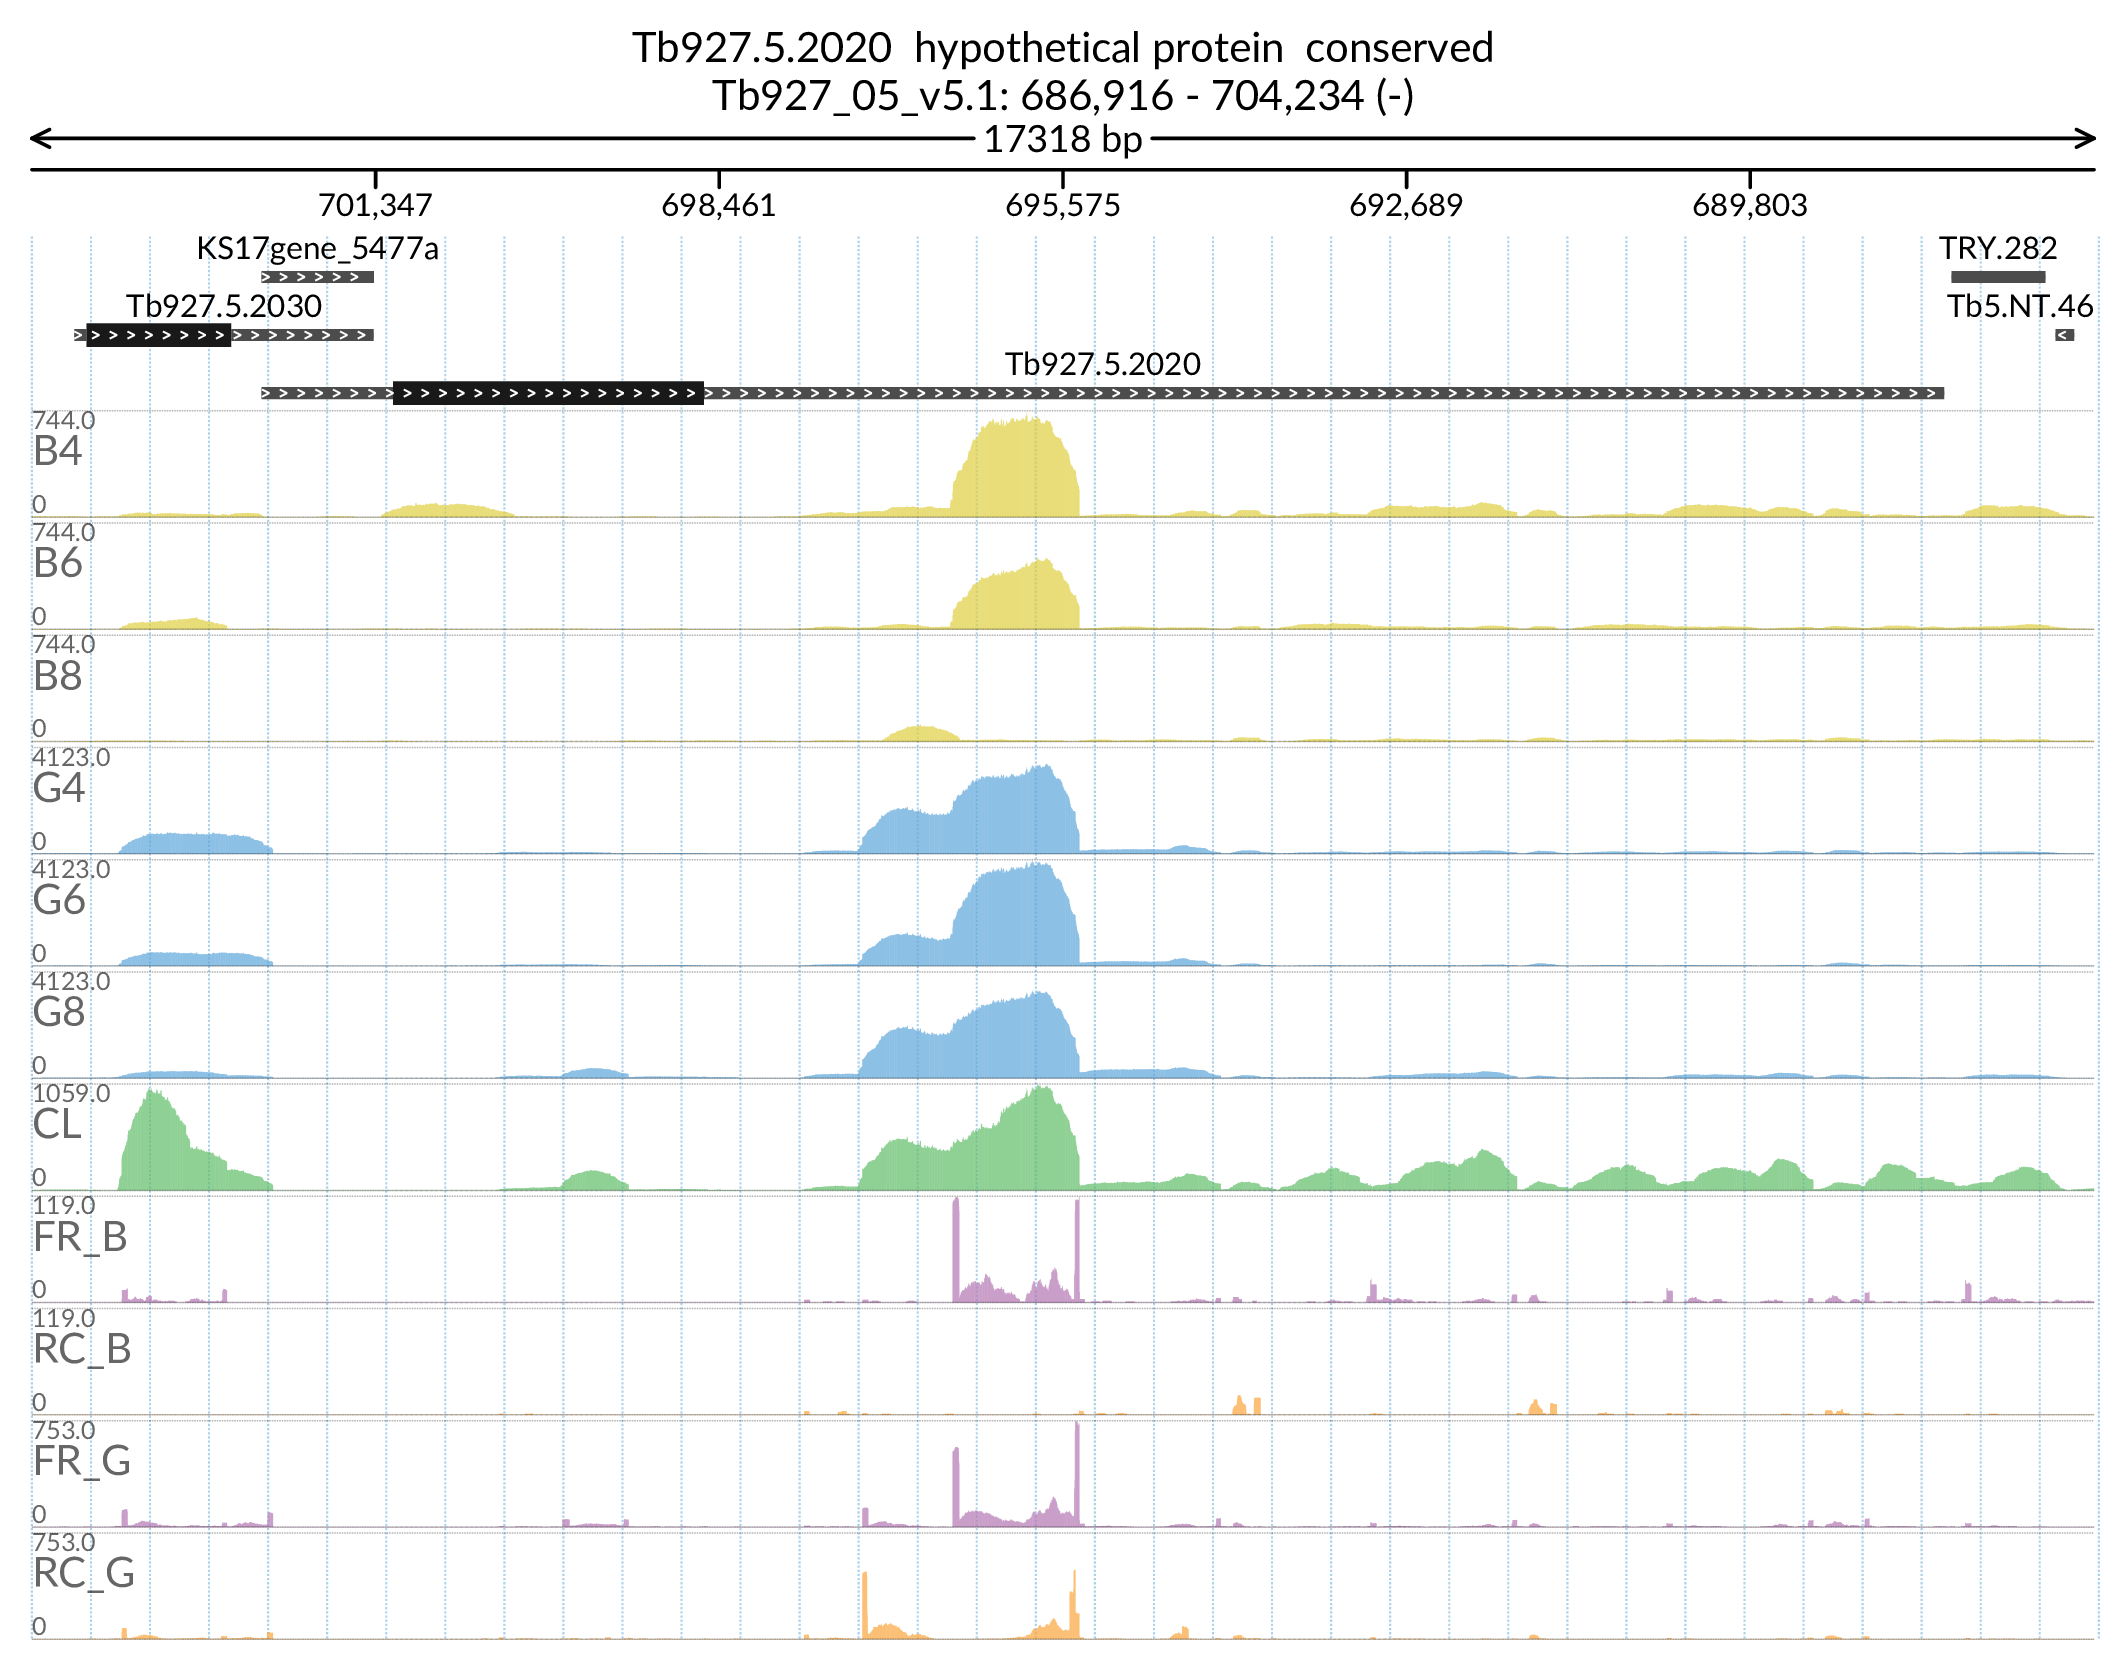 Tb927.5.2020 hypothetical protein conserved
Tb927_05_v5.1: 686,916 - 704,234 (-)
17318 bp
701,347 698,461 695,575 692,689 689,803
KS17gene_5477a TRY.282
Tb927.5.2030 Tb5.NT.46
Tb927.5.2020
744.0
B4
0
744.0
B6
0
744.0
B8
0
4123.0
G4
0
4123.0
G6
0
4123.0
G8
0
1059.0
CL
0
119.0
FR_B
0
119.0
RC_B
0
753.0
FR_G
0
753.0
RC_G
0